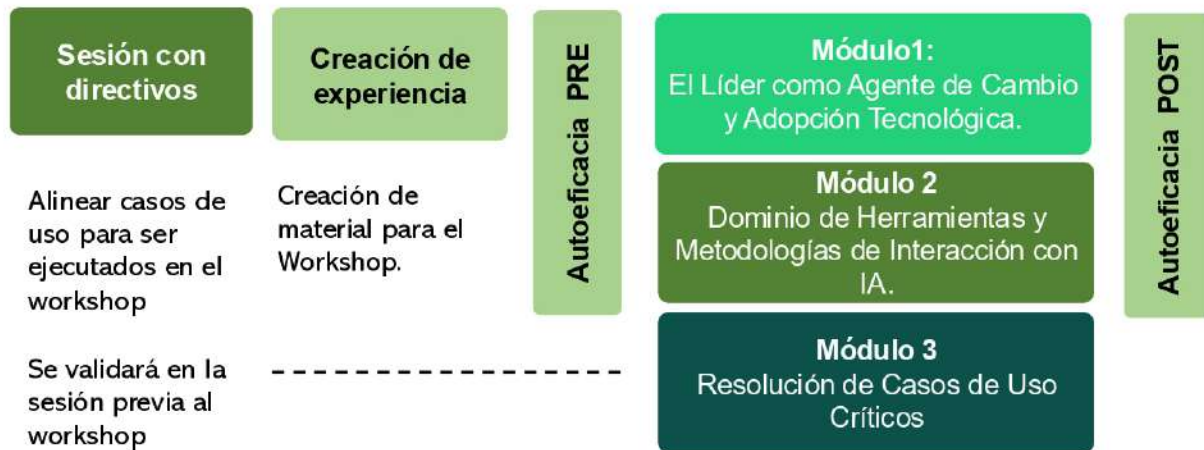 Sesión con
directivos
Alinear casos de
uso para ser
ejecutados en el
workshop
Se validará en la
sesión previa al
workshop
Creación de
experiencia
Creación de
material para el
Workshop.
Autoeficacia PRE
Módulo1:
El Líder como Agente de Cambio
y Adopción Tecnológica.
Módulo 2
Dominio de Herramientas y
Metodologías de Interacción con
IA.
Módulo 3
Resolución de Casos de Uso
Críticos
Autoeficacia POST